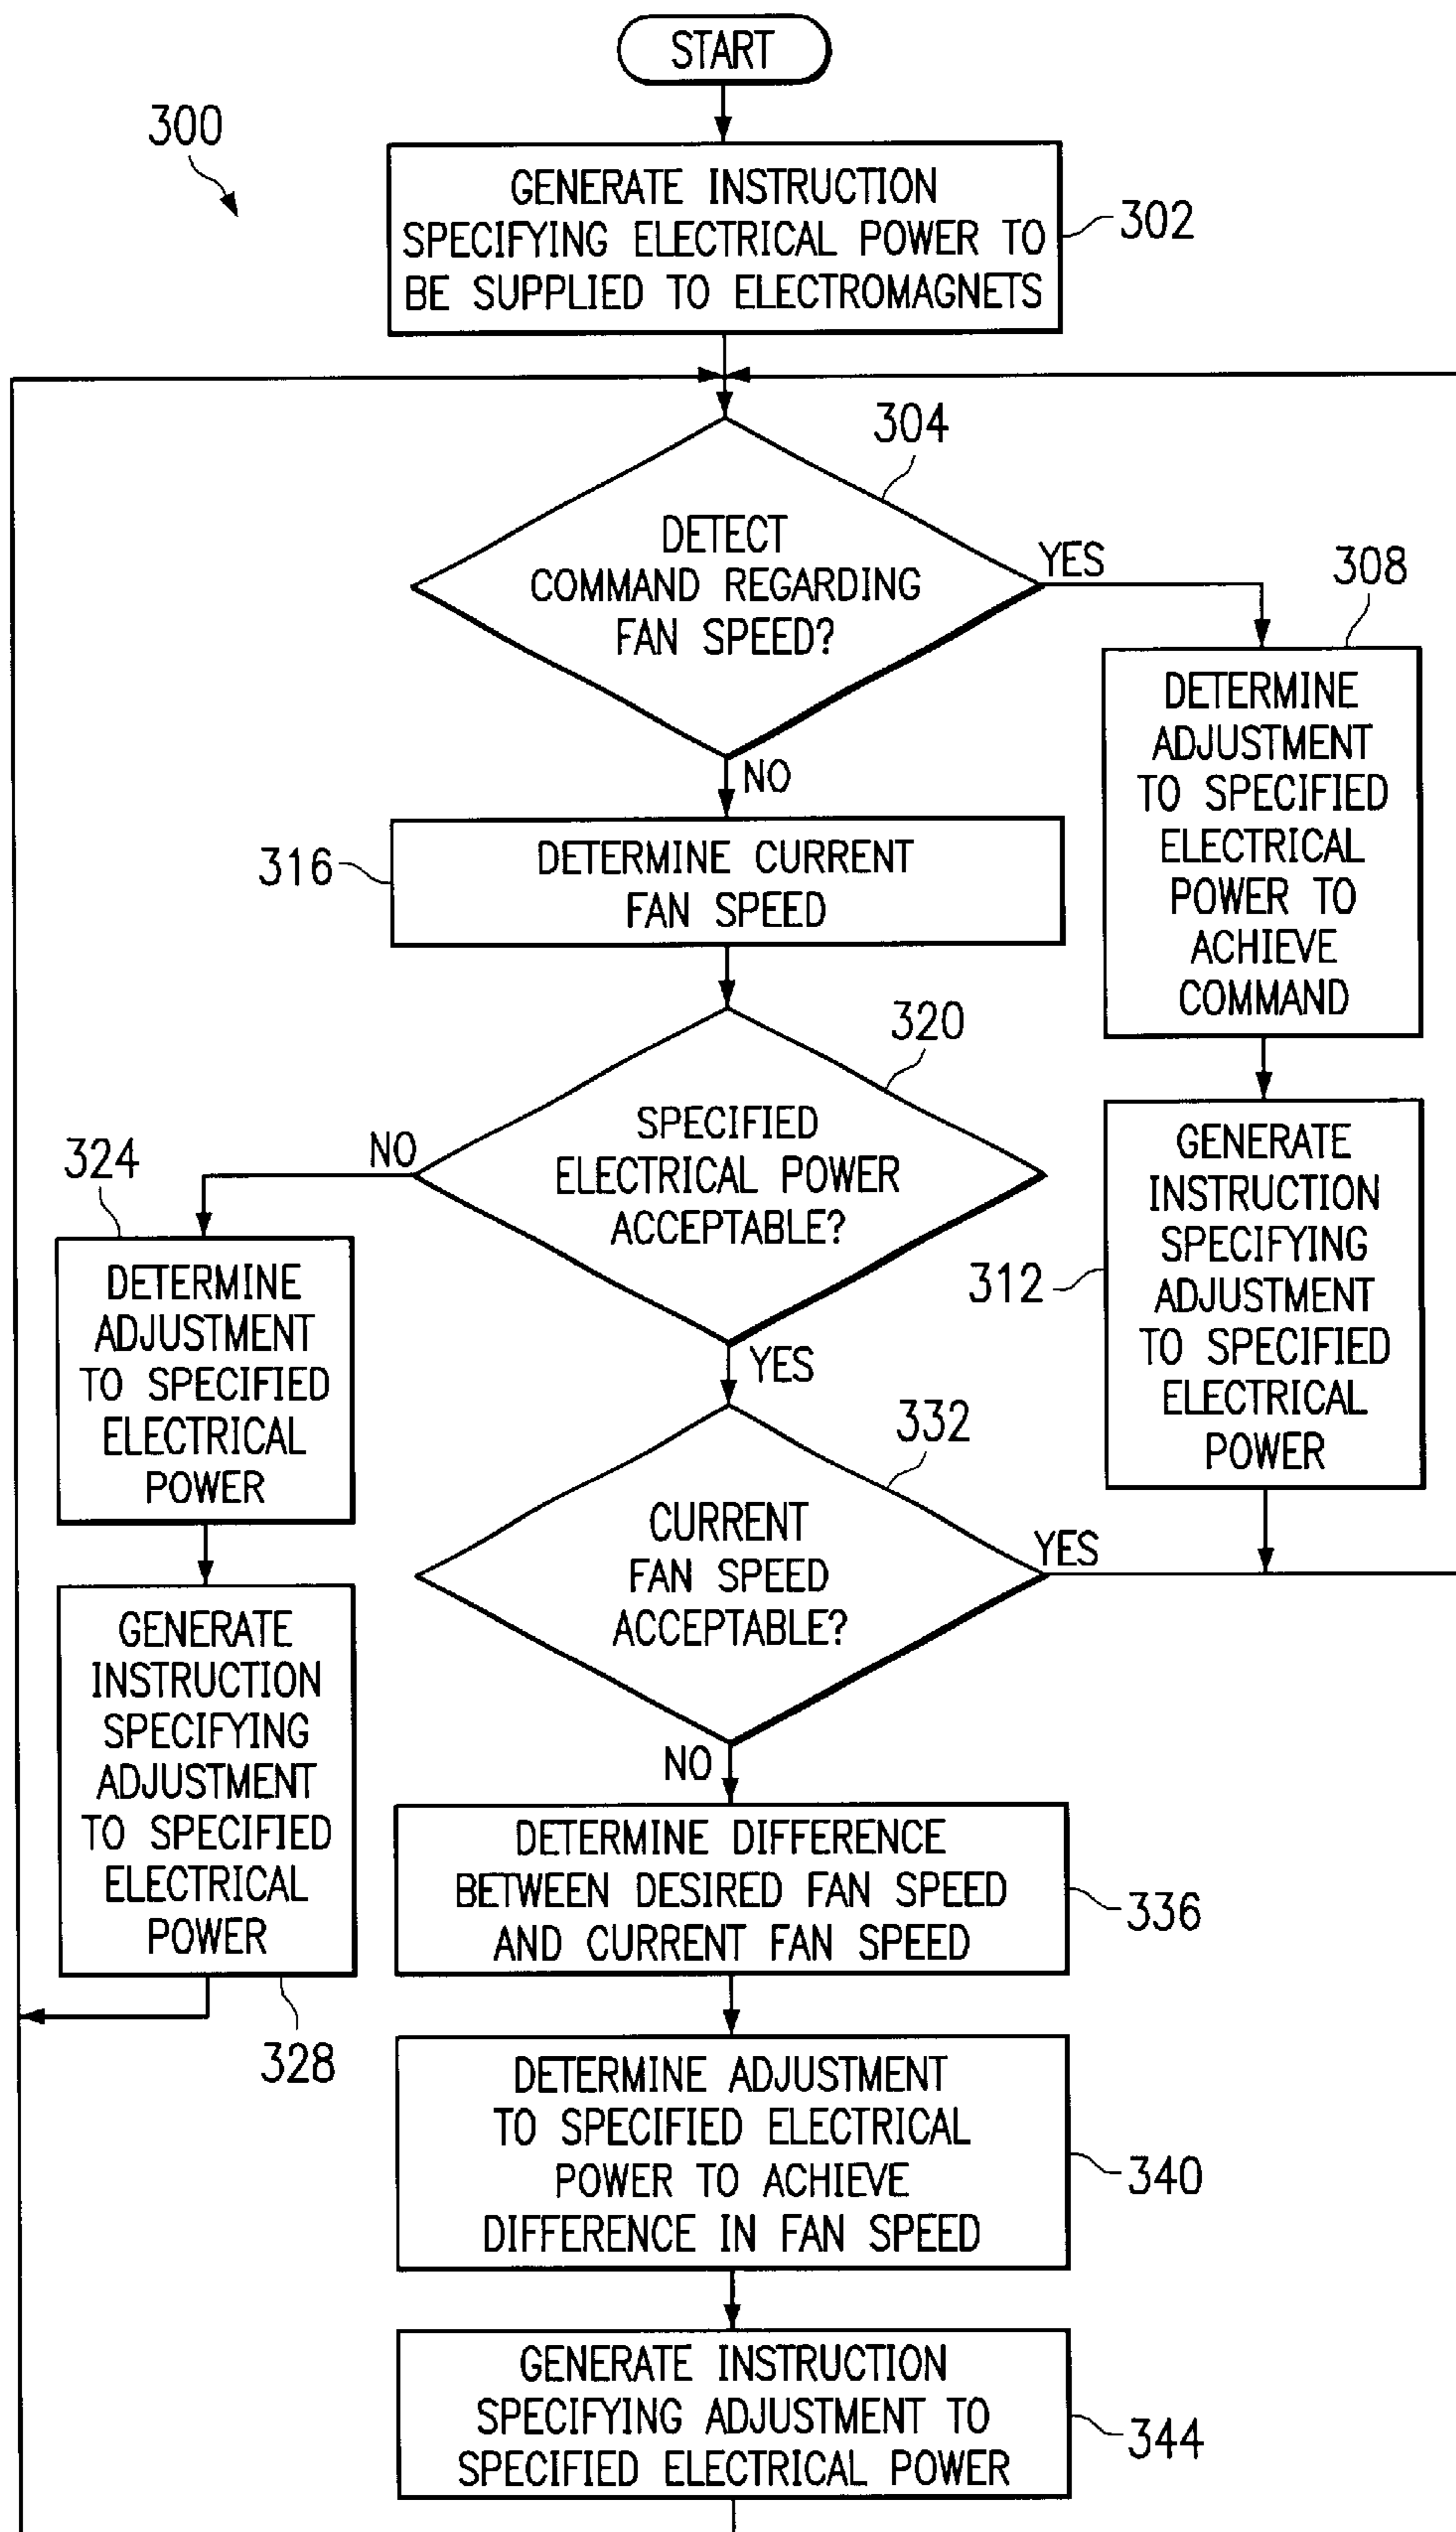 START
300
GENERATE INSTRUCTION
SPECIFYING ELECTRICAL POWER TO
BE SUPPLIED TO ELECTROMAGNETS
302
304
DETECT
COMMAND REGARDING
FAN SPEED?
YES
NO
308
DETERMINE
ADJUSTMENT
TO SPECIFIED
ELECTRICAL
POWER TO
ACHIEVE
COMMAND
316
DETERMINE CURRENT
FAN SPEED
320
SPECIFIED
ELECTRICAL POWER
ACCEPTABLE?
NO
YES
312
GENERATE
INSTRUCTION
SPECIFYING
ADJUSTMENT
TO SPECIFIED
ELECTRICAL
POWER
324
DETERMINE
ADJUSTMENT
TO SPECIFIED
ELECTRICAL
POWER
332
CURRENT
FAN SPEED
ACCEPTABLE?
YES
NO
GENERATE
INSTRUCTION
SPECIFYING
ADJUSTMENT
TO SPECIFIED
ELECTRICAL
POWER
328
DETERMINE DIFFERENCE
BETWEEN DESIRED FAN SPEED
AND CURRENT FAN SPEED
336
DETERMINE ADJUSTMENT
TO SPECIFIED ELECTRICAL
POWER TO ACHIEVE
DIFFERENCE IN FAN SPEED
340
GENERATE INSTRUCTION
SPECIFYING ADJUSTMENT TO
SPECIFIED ELECTRICAL POWER
344